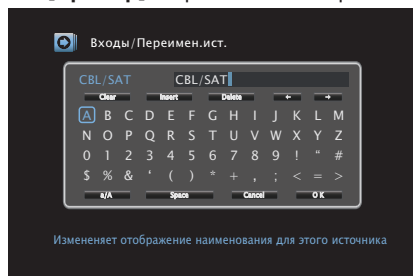 Входы/Переимен.ист.
CBL/SAT CBL/SAT
Clear Insert Delete ← →
A B C D E F G H I J K L M
N O P Q R S T U V W X Y Z
0 1 2 3 4 5 6 7 8 9 ! “ #
$ % & ‘ ( ) * + , ; < = >
a/A Space Cancel OK
Измененяет отображение наименования для этого источника